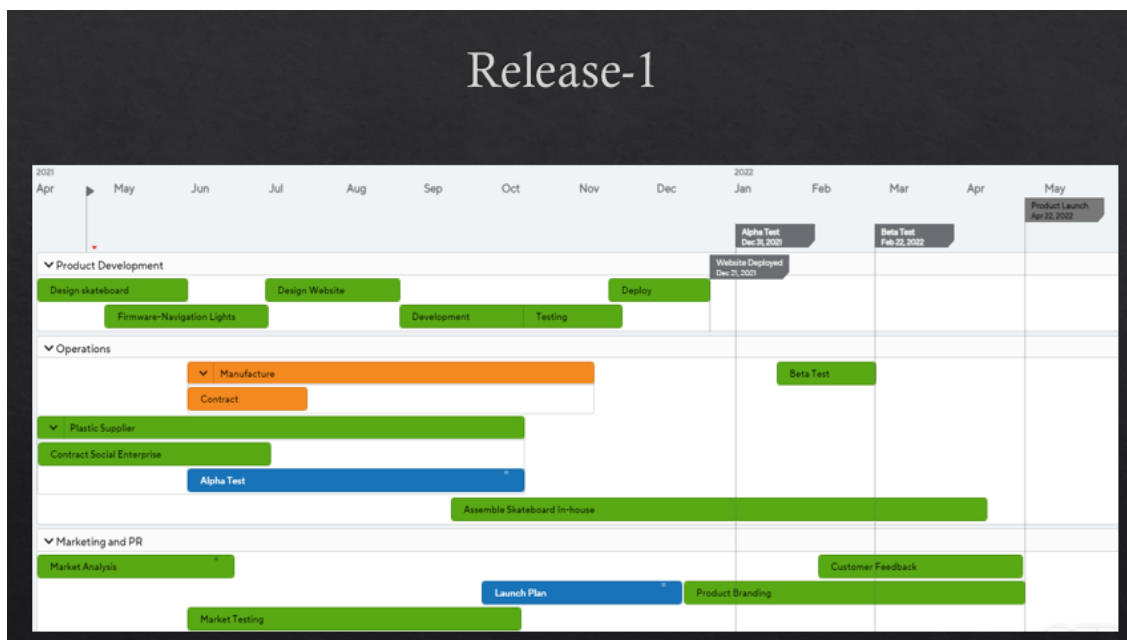 Release-1
2021
2022
Apr May Jun Jul Aug Sep Oct Nov Dec Jan Feb Mar Apr May
Product Launch
Apr 22, 2022
Alpha Test
Dec 31, 2021
Beta Test
Feb 22, 2022
Website Deployed
Dec 21, 2021
Product Development
Design skateboard
Design Website
Deploy
Firmware-Navigation Lights
Development
Testing
Operations
Manufacture
Beta Test
Contract
Plastic Supplier
Contract Social Enterprise
Alpha Test
Assemble Skateboard In-house
Marketing and PR
Market Analysis
Customer Feedback
Launch Plan
Product Branding
Market Testing